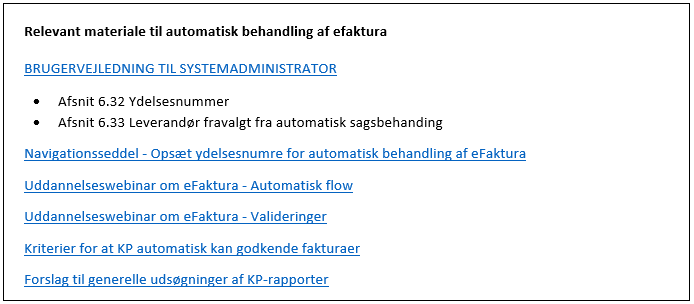 Relevant materiale til automatisk behandling af efaktura
BRUGERVEJLEDNING TIL SYSTEMADMINISTRATOR
• Afsnit 6.32 Ydelsesnummer
• Afsnit 6.33 Leverandør fravalgt fra automatisk sagsbehanding
Navigationsseddel - Opsæt ydelsesnumre for automatisk behandling af eFaktura
Uddannelseswebinar om eFaktura - Automatisk flow
Uddannelseswebinar om eFaktura - Valideringer
Kriterier for at KP automatisk kan godkende fakturaer
Forslag til generelle udsøgninger af KP-rapporter